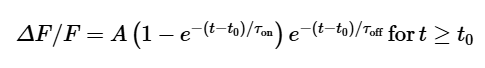 ΔF/F = A (1 − e^{−(t−t₀)/τ_on}) e^{−(t−t₀)/τ_off} for t ≥ t₀